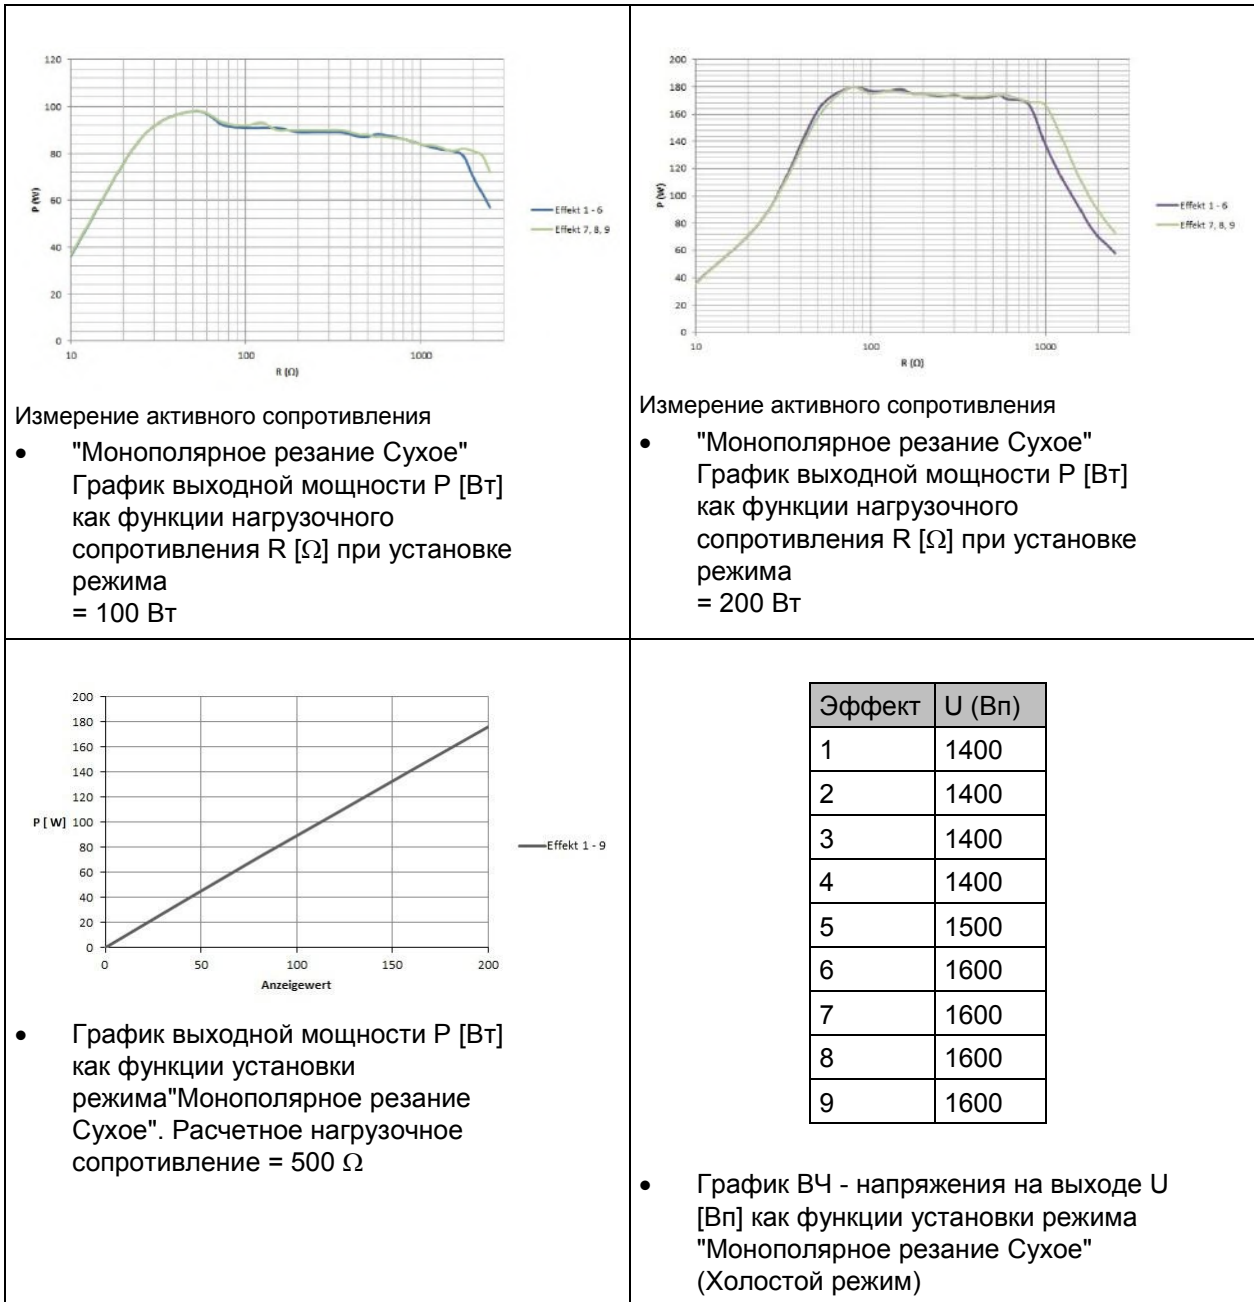 120
100
80
60
40
20
0
P (W)
10
100
1000
R (Ω)
Effekt 1 - 6
Effekt 7, 8, 9
Измерение активного сопротивления
• "Монополярное резание Сухое"
График выходной мощности P [Вт]
как функции нагрузочного
сопротивления R [Ω] при установке
режима
= 100 Вт
200
180
160
140
120
100
80
60
40
20
0
P (W)
10
100
1000
R (Ω)
Effekt 1 - 6
Effekt 7, 8, 9
Измерение активного сопротивления
• "Монополярное резание Сухое"
График выходной мощности P [Вт]
как функции нагрузочного
сопротивления R [Ω] при установке
режима
= 200 Вт
200
180
160
140
120
P [ W] 100
80
60
40
20
0
0 50 100 150 200
Anzeigewert
Effekt 1 - 9
• График выходной мощности P [Вт]
как функции установки
режима"Монополярное резание
Сухое". Расчетное нагрузочное
сопротивление = 500 Ω
Эффект U (Вп)
1 1400
2 1400
3 1400
4 1400
5 1500
6 1600
7 1600
8 1600
9 1600
• График ВЧ - напряжения на выходе U
[Вп] как функции установки режима
"Монополярное резание Сухое"
(Холостой режим)